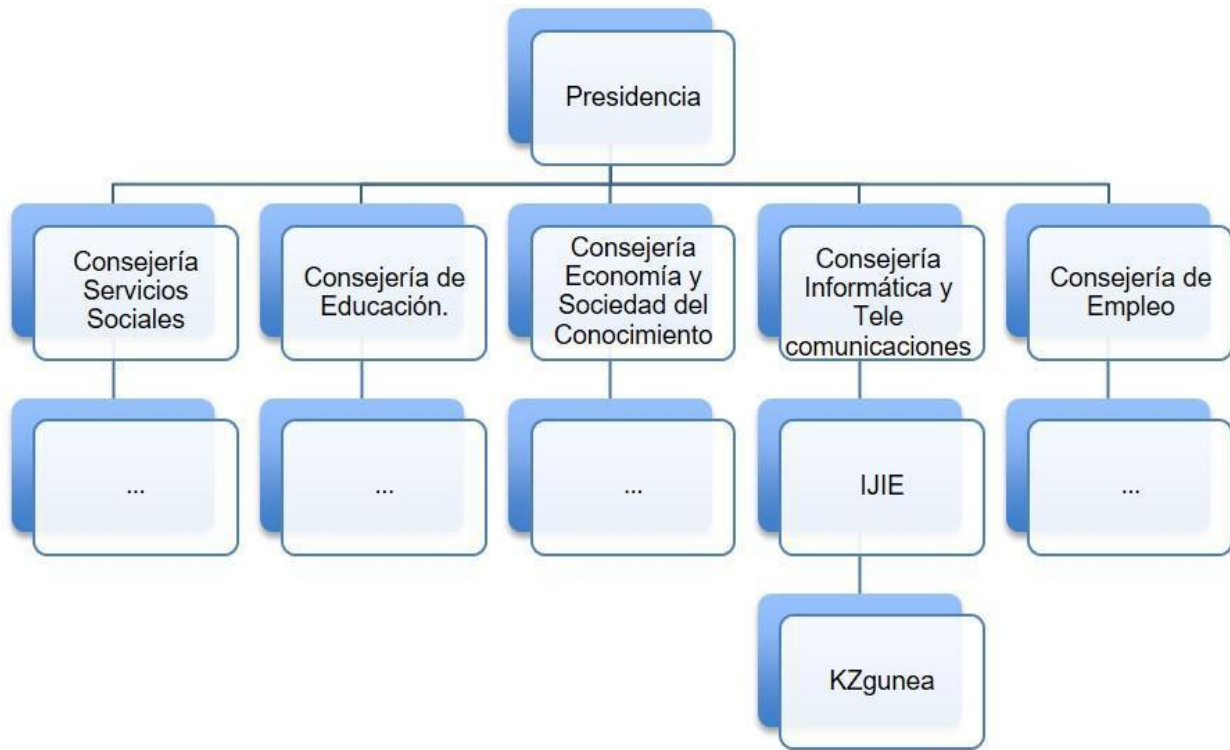 Presidencia
Consejería
Servicios
Sociales
Consejería de
Educación.
Consejería
Economía y
Sociedad del
Conocimiento
Consejería
Informática y
Tele
comunicaciones
Consejería de
Empleo
...
...
...
IJIE
...
KZgunea